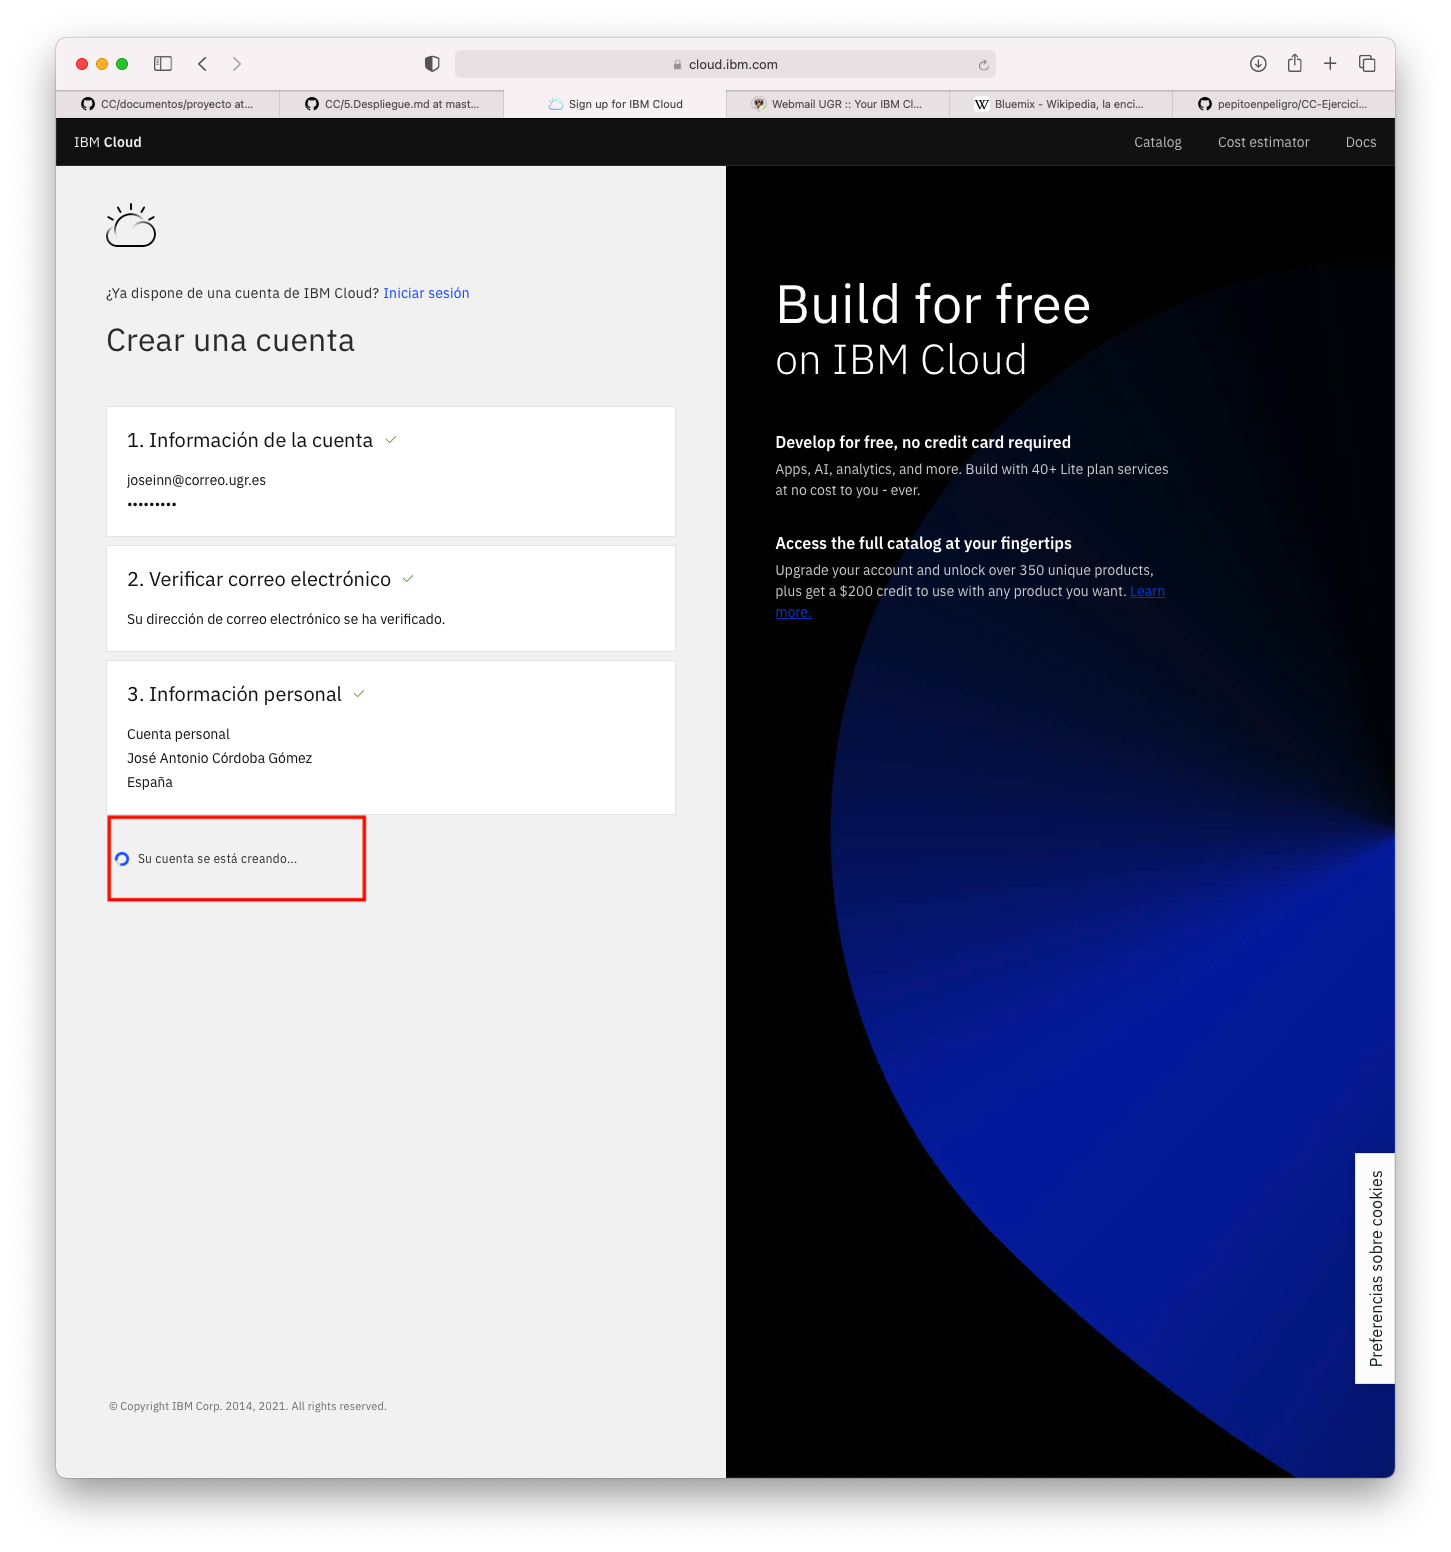 cloud.ibm.com
CC/documentos/proyecto at...
CC/5.Despliegue.md at mast...
Sign up for IBM Cloud
Webmail UGR :: Your IBM Cl...
W Bluemix - Wikipedia, la enci...
pepitoenpeligro/CC-Ejercici...
IBM Cloud
Catalog
Cost estimator
Docs
¿Ya dispone de una cuenta de IBM Cloud? Iniciar sesión
Crear una cuenta
1. Información de la cuenta
joseinn@correo.ugr.es
•••••••••
2. Verificar correo electrónico
Su dirección de correo electrónico se ha verificado.
3. Información personal
Cuenta personal
José Antonio Córdoba Gómez
España
Su cuenta se está creando...
© Copyright IBM Corp. 2014, 2021. All rights reserved.
Build for free
on IBM Cloud
Develop for free, no credit card required
Apps, AI, analytics, and more. Build with 40+ Lite plan services
at no cost to you - ever.
Access the full catalog at your fingertips
Upgrade your account and unlock over 350 unique products,
plus get a $200 credit to use with any product you want. Learn
more.
Preferencias sobre cookies